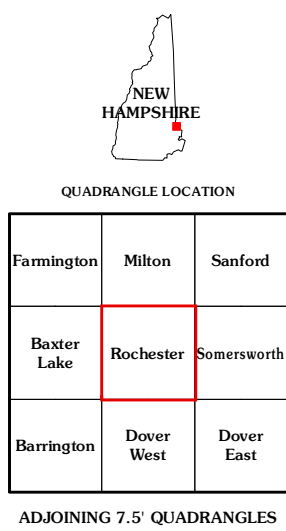 NEW
HAMPSHIRE
QUADRANGLE LOCATION
Farmington Milton Sanford
Baxter
Lake
Rochester
Somersworth
Barrington
Dover
West
Dover
East
ADJOINING 7.5' QUADRANGLES